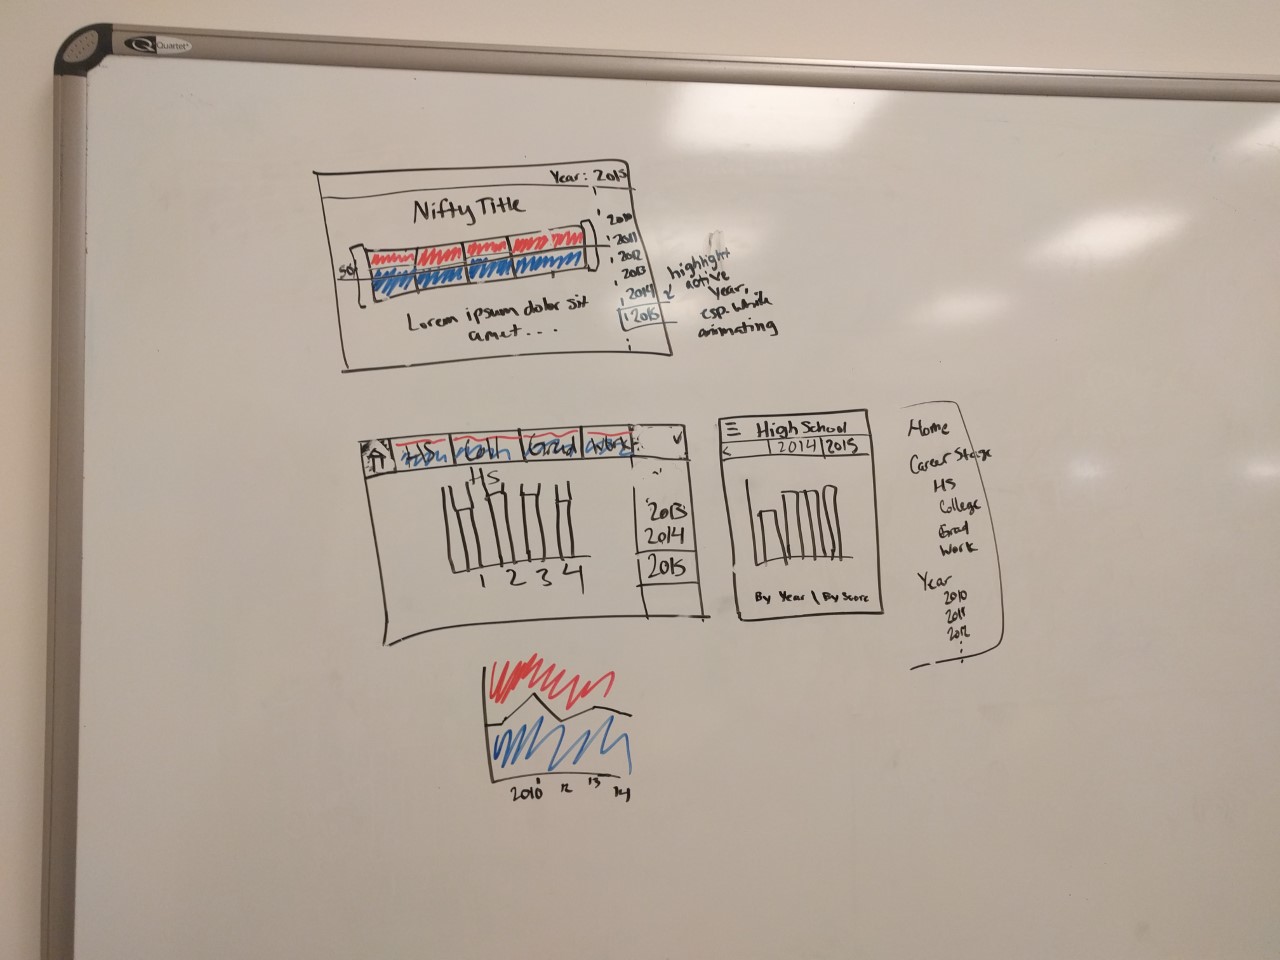 Quartet
Year: 2015
Nifty Title
2010
2011
2012
2013
2014
2015
50%
Lorem ipsum dolor sit
amet...
highlight
active
year,
esp. while
animating
HS
Coll
Grad
Work
HS
2013
2014
2015
1 2 3 4
High School
2014 2015
By Year \ By Score
Home
Career Stage
HS
College
Grad
Work
Year
2010
2011
2012
2010 12 13 14